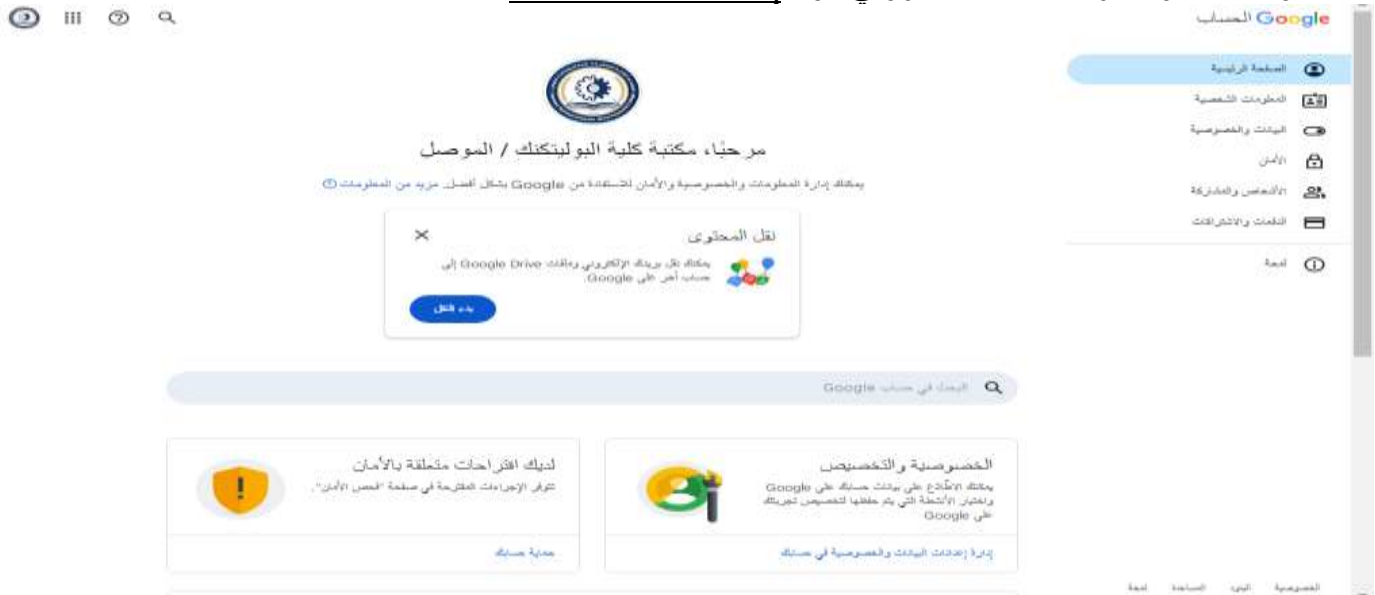 الحساب Google
الصفحة الرئيسية
المعلومات الشخصية
البيانات والخصوصية
الأمان
الأشخاص والمشاركة
الدفعات والاشتراكات
لمحة
مرحبًا، مكتبة كلية البوليتكنك / الموصل
يمكنك إدارة المعلومات والخصوصية والأمان للاستفادة من Google بشكل أفضل. مزيد من المعلومات
نقل المحتوى
يمكنك نقل بريدك الإلكتروني وملفات Google Drive إلى
حساب آخر على Google.
بدء النقل
البحث في حساب Google
الخصوصية والتخصيص
يمكنك الاطّلاع على بيانات حسابك على Google
واختيار الأنشطة التي يتم حفظها لتخصيص تجربتك
على Google
إدارة إعدادات البيانات والخصوصية في حسابك
لديك اقتراحات متعلقة بالأمان
تتوفر الإجراءات المقترحة في صفحة "فحص الأمان".
حماية حسابك
الخصوصية البنود المساعدة لمحة